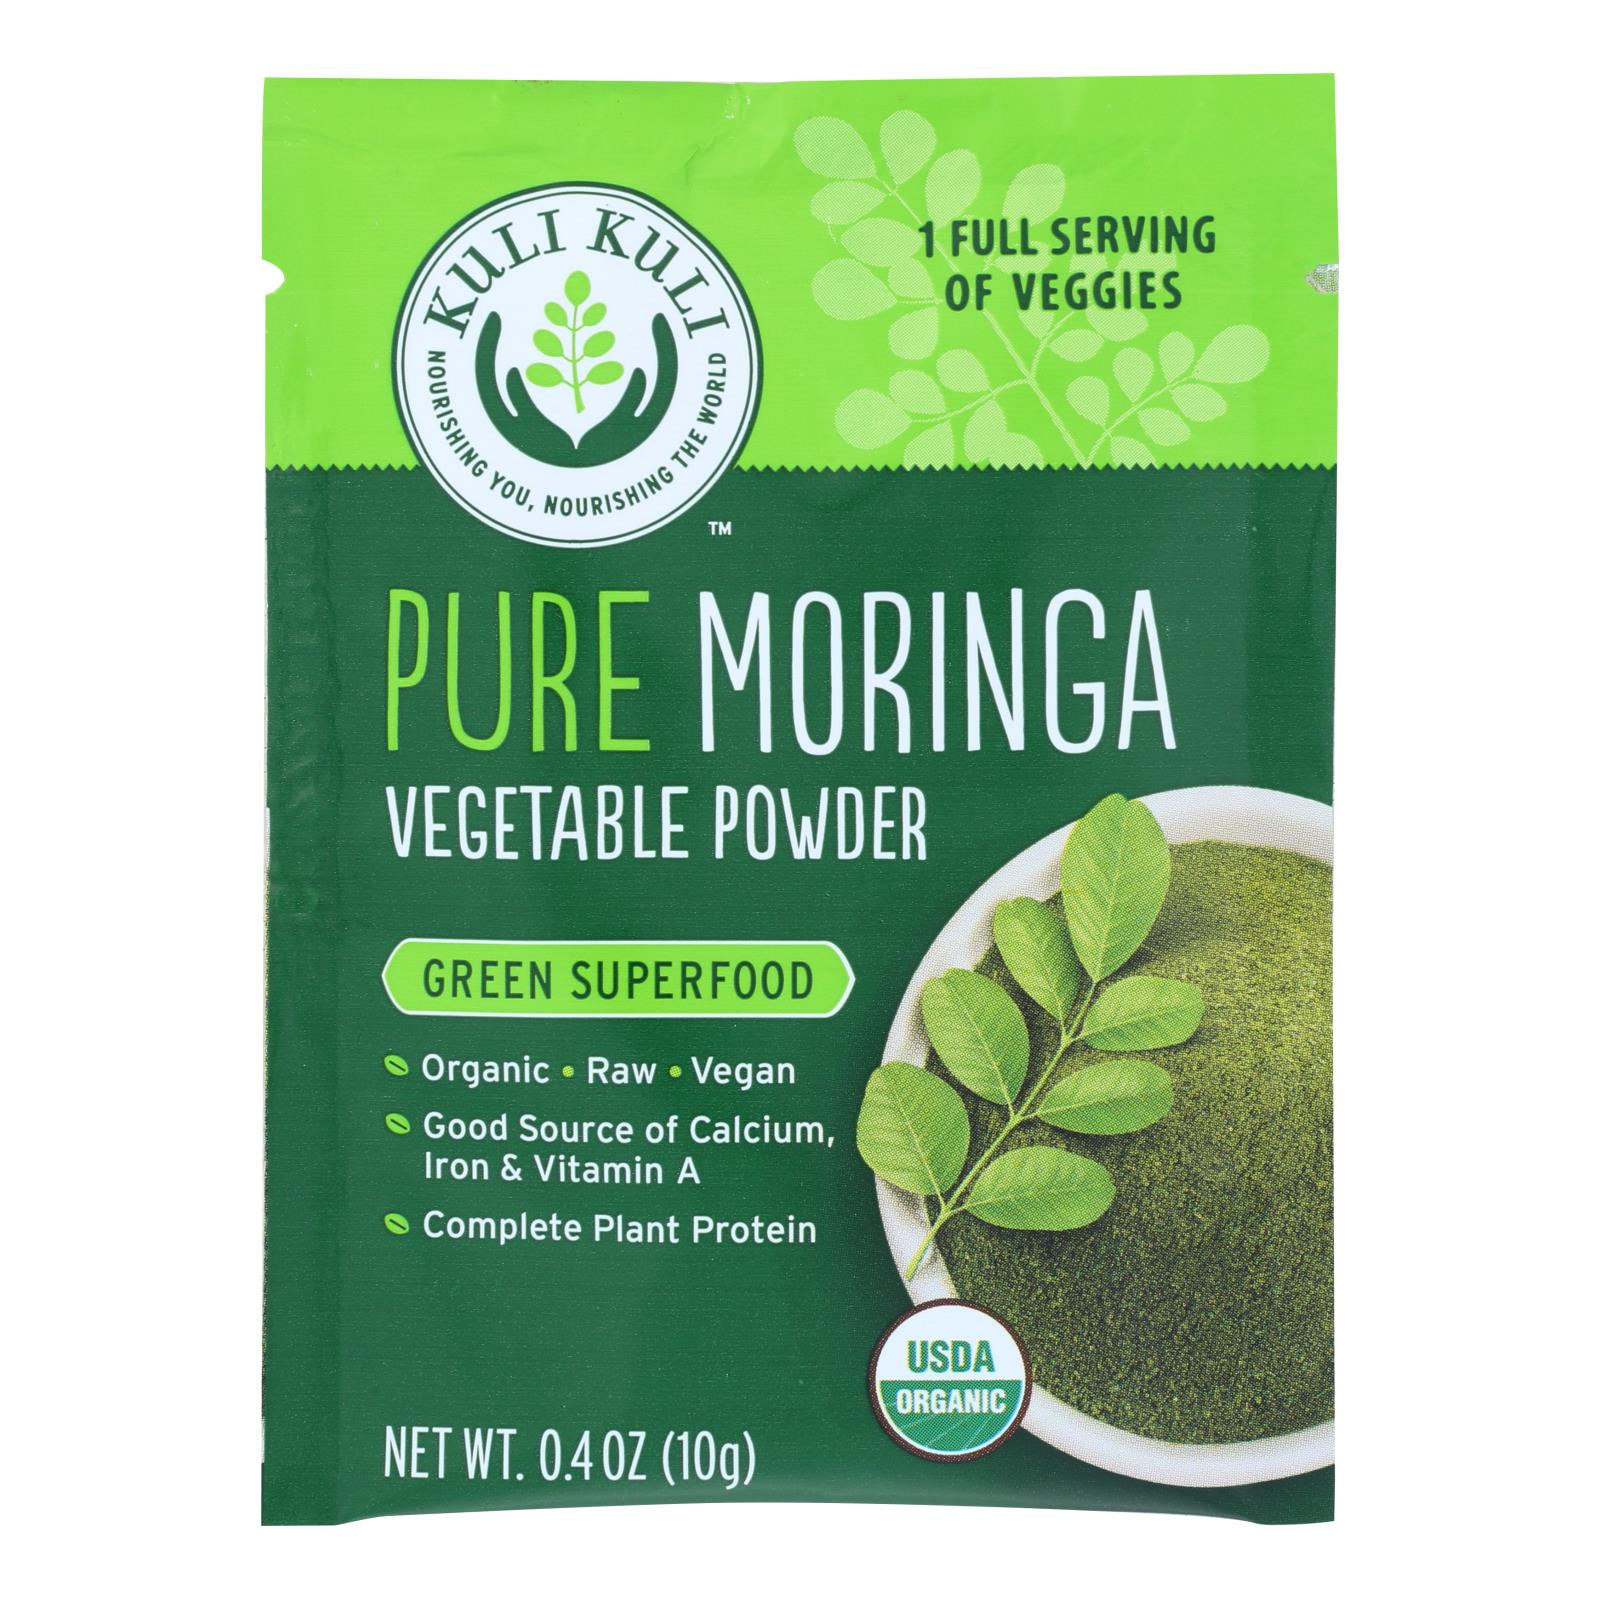 KULI KULI
NOURISHING YOU, NOURISHING THE WORLD
™
1 FULL SERVING
OF VEGGIES
PURE MORINGA
VEGETABLE POWDER
GREEN SUPERFOOD
Organic • Raw • Vegan
Good Source of Calcium,
Iron & Vitamin A
Complete Plant Protein
USDA
ORGANIC
NET WT. 0.4 OZ (10g)